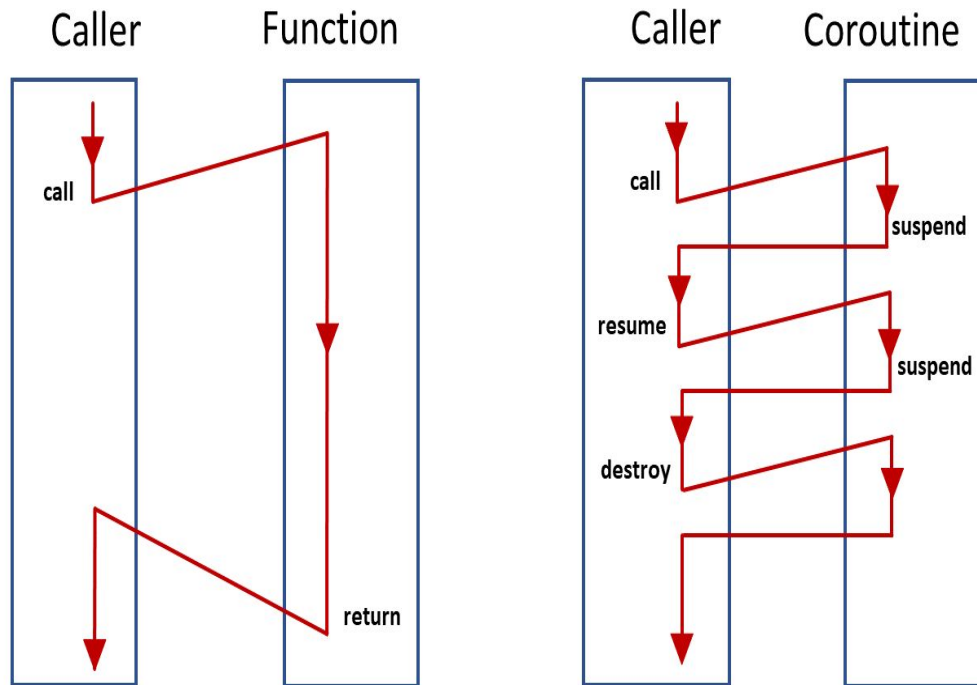 Caller
Function
call
return
Caller
Coroutine
call
suspend
resume
suspend
destroy